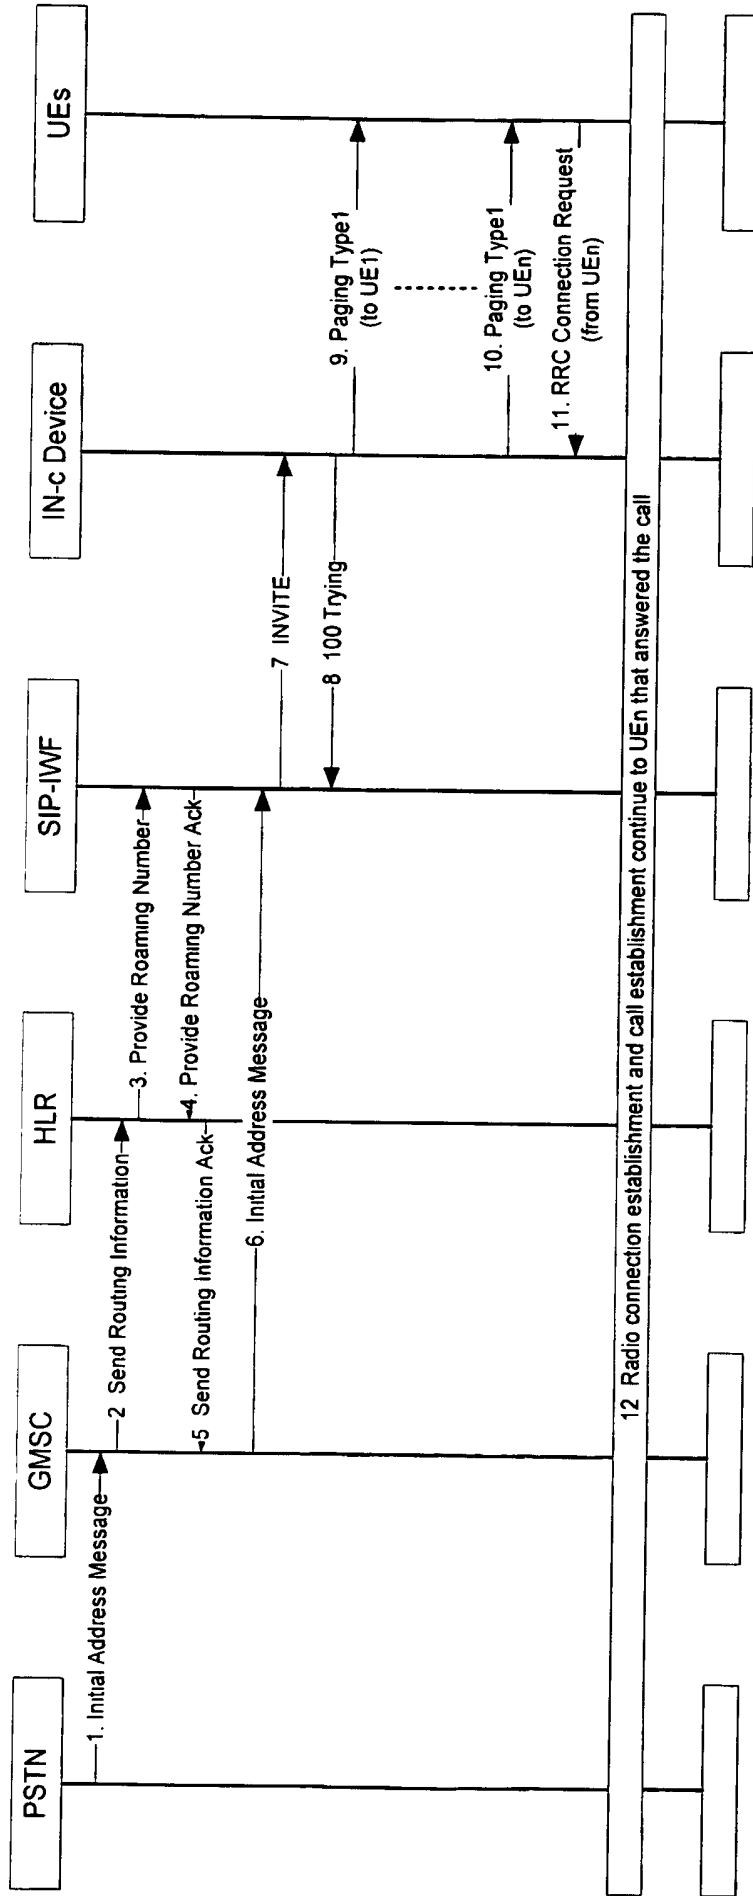 PSTN
GMSC
HLR
SIP-IWF
IN-c Device
UEs
1. Initial Address Message
2 Send Routing Information
3. Provide Roaming Number
4. Provide Roaming Number Ack
5 Send Routing Information Ack
6. Initial Address Message
7 INVITE
8 100 Trying
9. Paging Type1
(to UE1)
10. Paging Type1
(to UEn)
11. RRC Connection Request
(from UEn)
12 Radio connection establishment and call establishment continue to UEn that answered the call